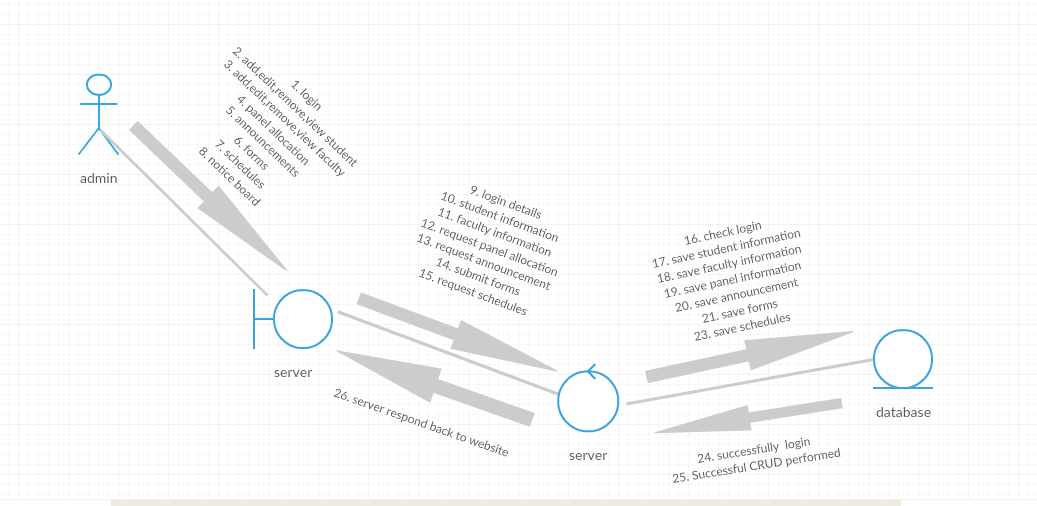 1. login
2. add,edit,remove,view student
3. add,edit,remove,view faculty
4. panel allocation
5. announcements
6. forms
7. schedules
8. notice board
admin
9. login details
10. student information
11. faculty information
12. request panel allocation
13. request announcement
14. submit forms
15. request schedules
16. check login
17. save student information
18. save faculty information
19. save panel information
20. save announcement
21. save forms
23. save schedules
server
26. server respond back to website
server
database
24. successfully login
25. Successful CRUD performed